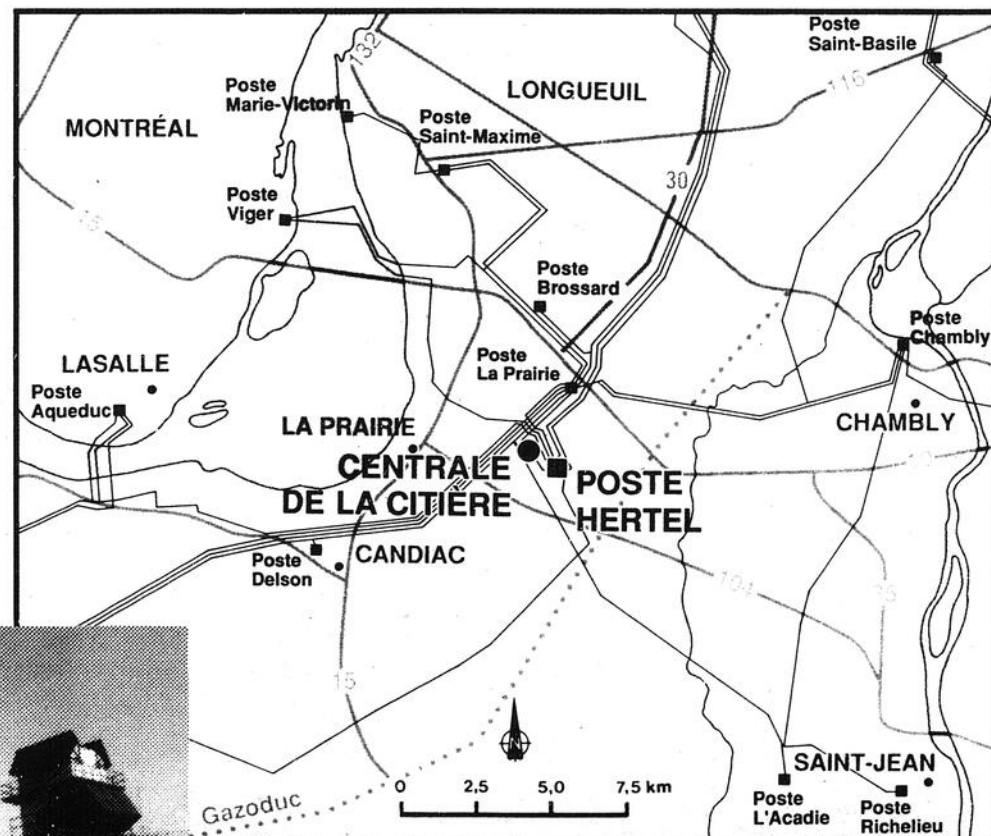 132
Poste
Saint-Basile
LONGUEUIL
116
Poste
Marie-Victorin
MONTRÉAL
Poste
Saint-Maxime
30
Poste
Viger
15
Poste
Brossard
Poste
Chambly
Poste
La Prairie
LASALLE
Poste
Aqueduc
CHAMBLY
LA PRAIRIE
CENTRALE
DE LA CITIÈRE
POSTE
HERTEL
Poste
Delson
CANDIAC
104
35
15
N
SAINT-JEAN
Poste
L'Acadie
Poste
Richelieu
0 2,5 5,0 7,5 km
Gazoduc